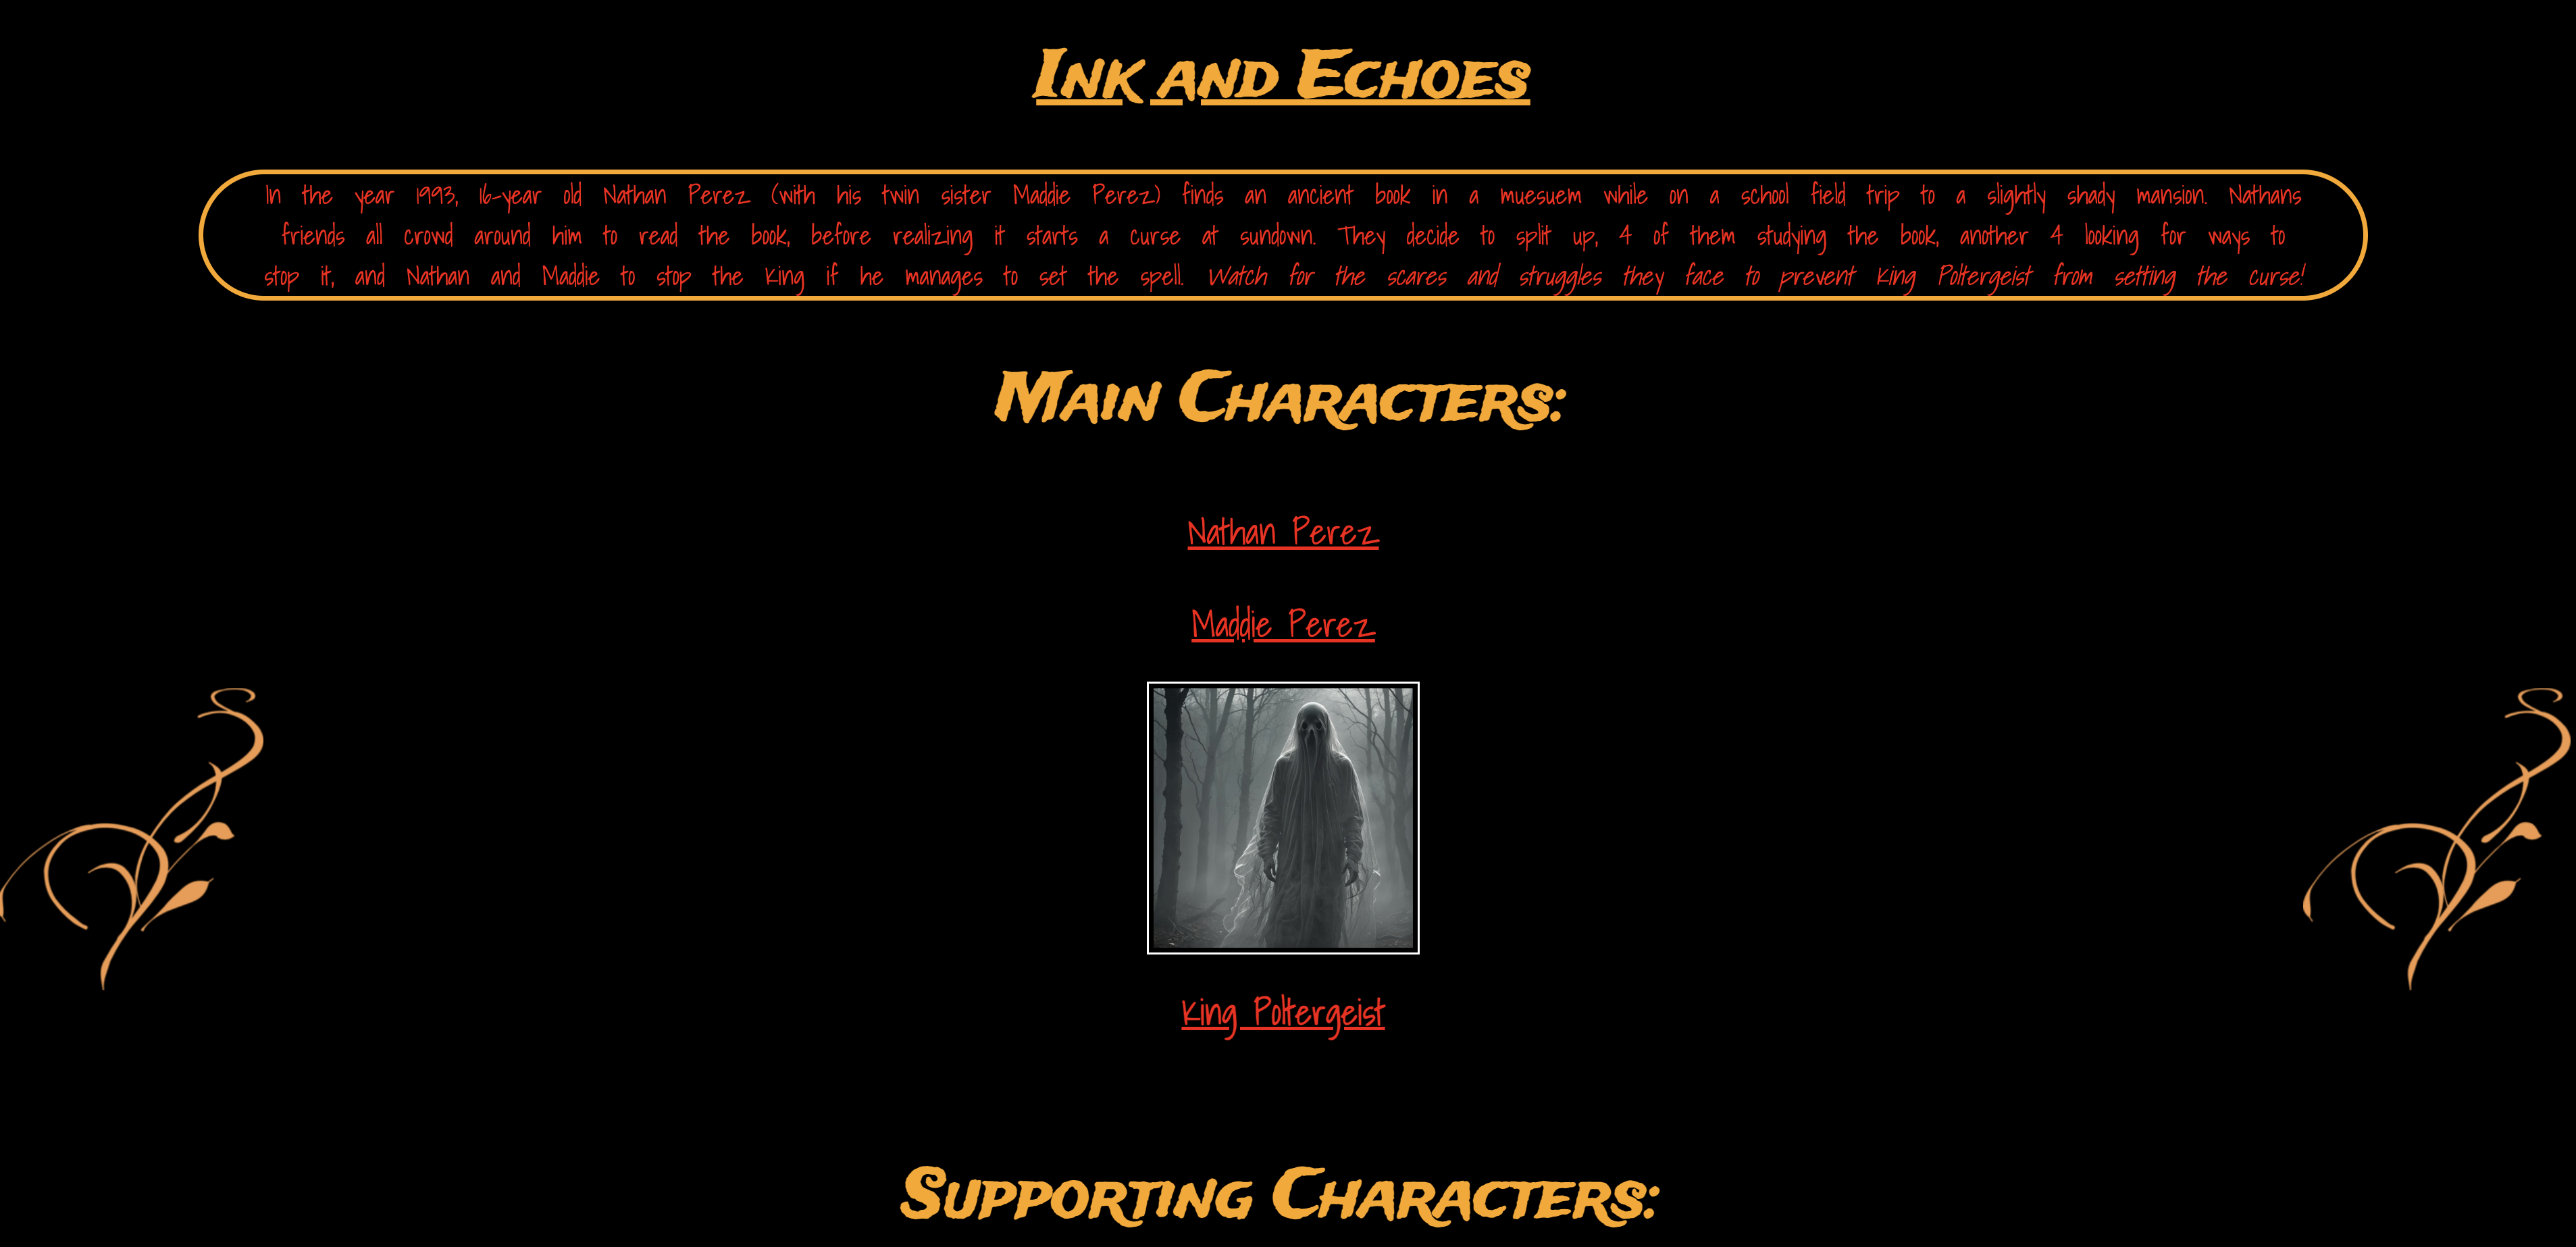 Ink and Echoes
In the year 1993, 16-year old Nathan Perez (with his twin sister Maddie Perez) finds an ancient book in a muesuem while on a school field trip to a slightly shady mansion. Nathans
friends all crowd around him to read the book, before realizing it starts a curse at sundown. They decide to split up, 4 of them studying the book, another 4 looking for ways to
stop it, and Nathan and Maddie to stop the King if he manages to set the spell. Watch for the scares and struggles they face to prevent King Poltergeist from setting the curse!
Main Characters:
Nathan Perez
Maddie Perez
King Poltergeist
Supporting Characters: